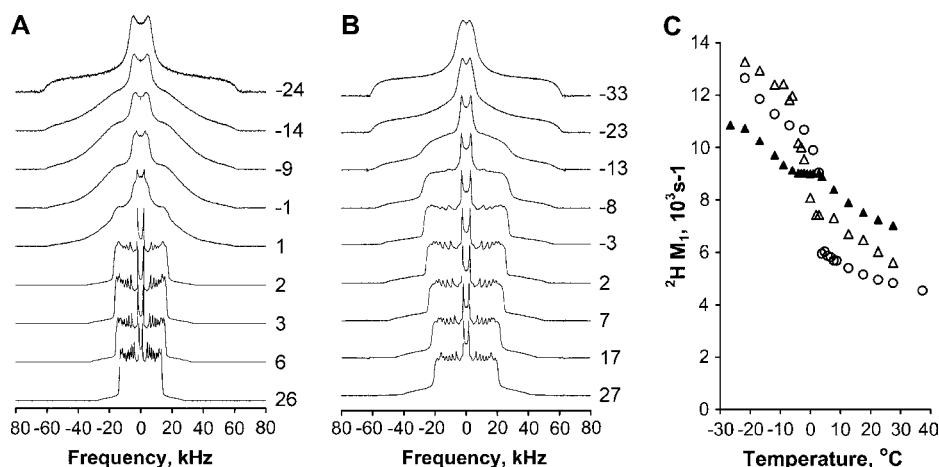 A
-24
-14
-9
-1
1
2
3
6
26
-80 -60 -40 -20 0 20 40 60 80
Frequency, kHz
B
-33
-23
-13
-8
-3
2
7
17
27
80 -60 -40 -20 0 20 40 60 80
Frequency, kHz
C
²H M₁, 10³s-1
14
12
10
8
6
4
2
0
-30 -20 -10 0 10 20 30 40
Temperature, °C